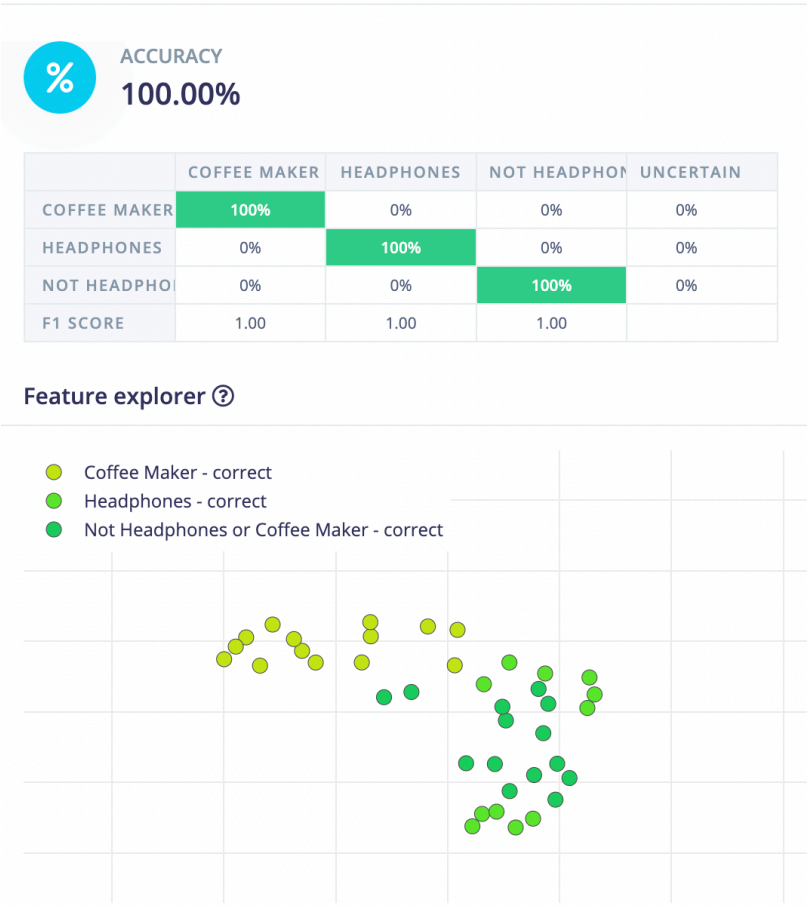 %
ACCURACY
100.00%
COFFEE MAKER HEADPHONES NOT HEADPHON UNCERTAIN
COFFEE MAKER 100% 0% 0% 0%
HEADPHONES 0% 100% 0% 0%
NOT HEADPHO 0% 0% 100% 0%
F1 SCORE 1.00 1.00 1.00
Feature explorer ?
Coffee Maker - correct
Headphones - correct
Not Headphones or Coffee Maker - correct